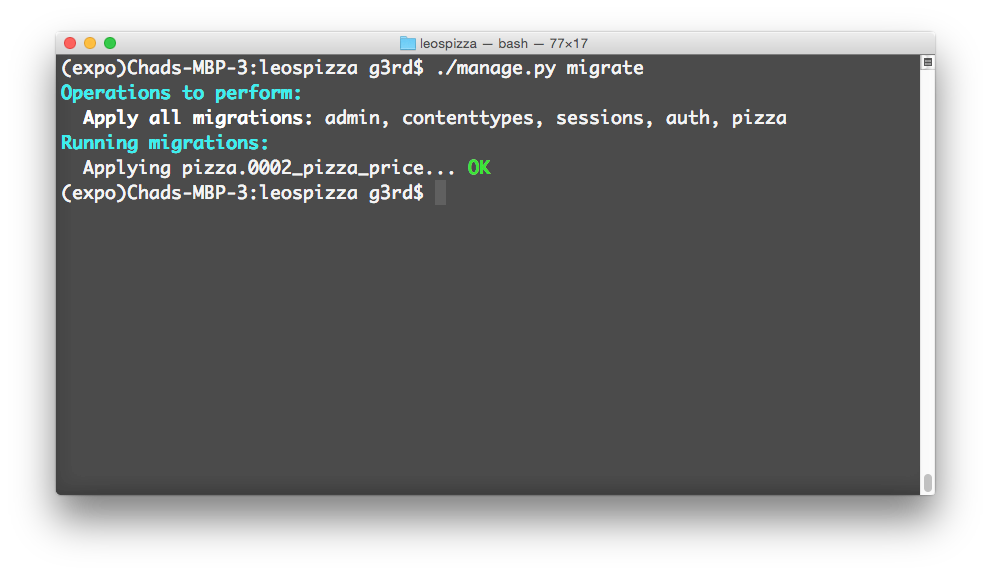 leospizza — bash — 77×17
(expo)Chads-MBP-3:leospizza g3rd$ ./manage.py migrate
Operations to perform:
  Apply all migrations: admin, contenttypes, sessions, auth, pizza
Running migrations:
  Applying pizza.0002_pizza_price... OK
(expo)Chads-MBP-3:leospizza g3rd$